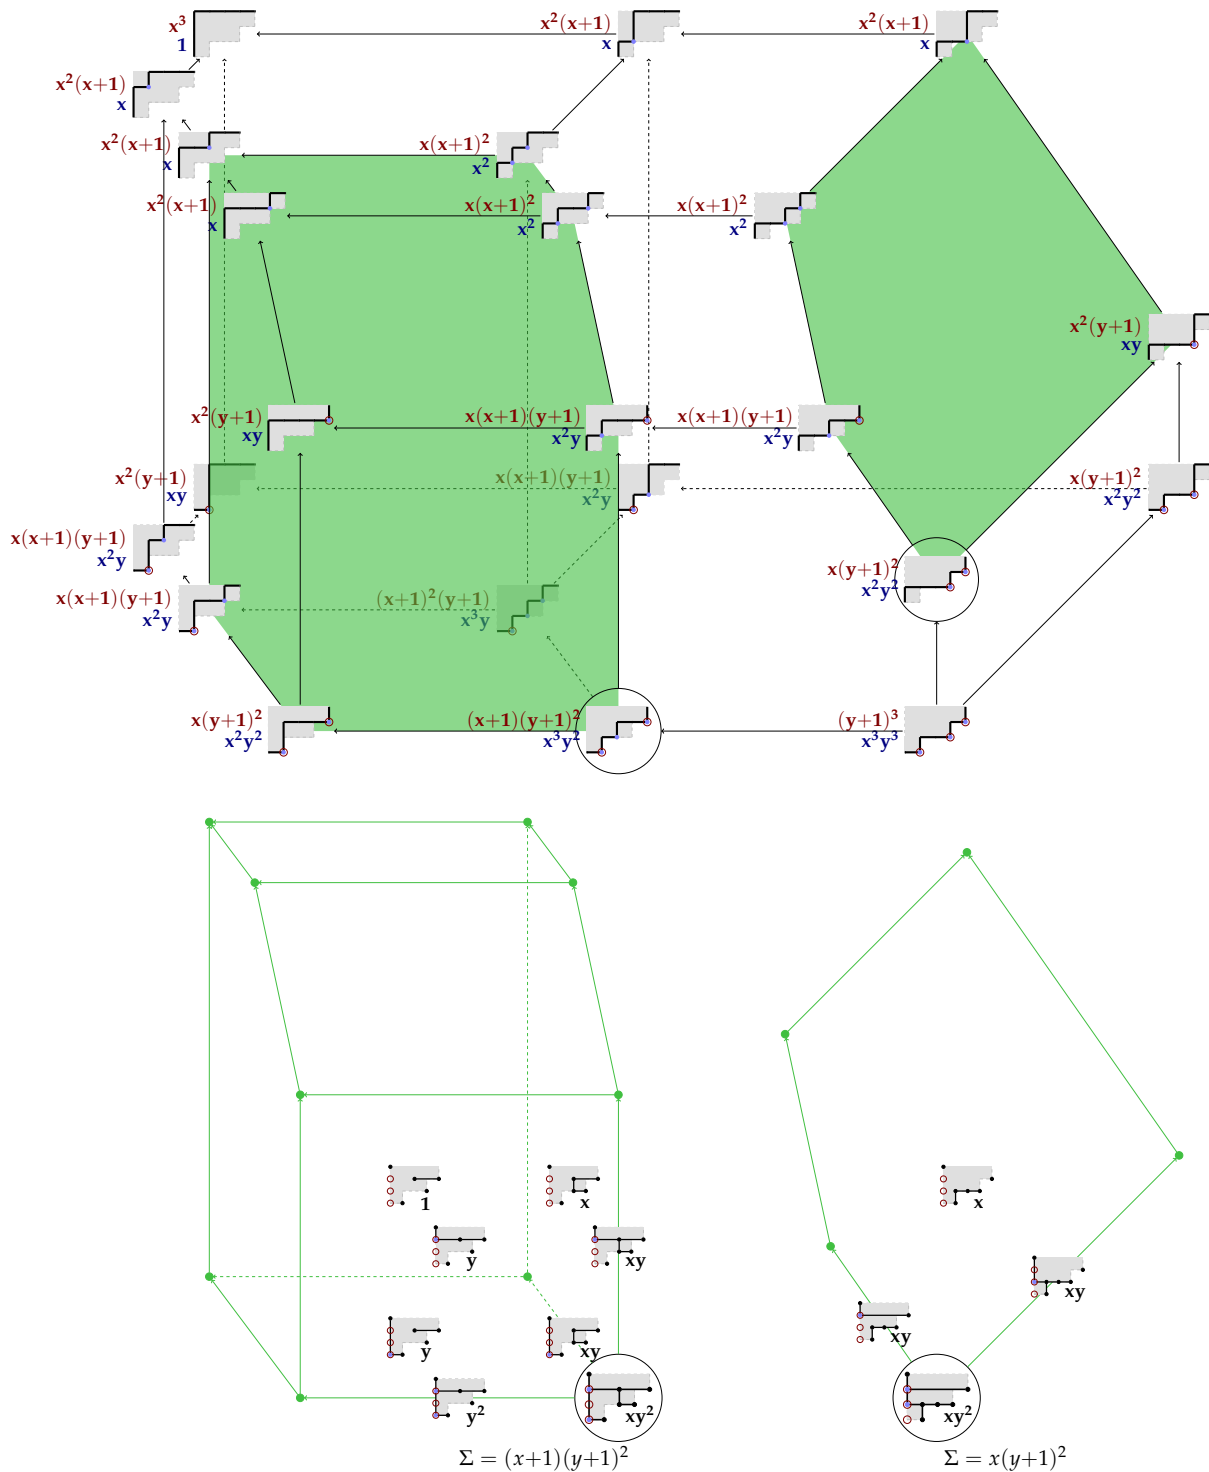 x³
1
x²(x+1)
x
x²(x+1)
x
x²(x+1)
x
x²(x+1)
x
x(x+1)²
x²
x²(x+1)
x
x(x+1)²
x²
x(x+1)²
x²
x²(y+1)
xy
x²(y+1)
xy
x(x+1)(y+1)
x²y
x(x+1)(y+1)
x²y
x²(y+1)
xy
x(x+1)(y+1)
x²y
x(y+1)²
x²y²
x(x+1)(y+1)
x²y
x(y+1)²
x²y²
x(x+1)(y+1)
x²y
(x+1)²(y+1)
x³y
x(y+1)²
x²y²
(x+1)(y+1)²
x³y²
(y+1)³
x³y³
1
x
x
y
xy
xy
y
xy
xy
y²
xy²
xy²
Σ = (x+1)(y+1)²
Σ = x(y+1)²